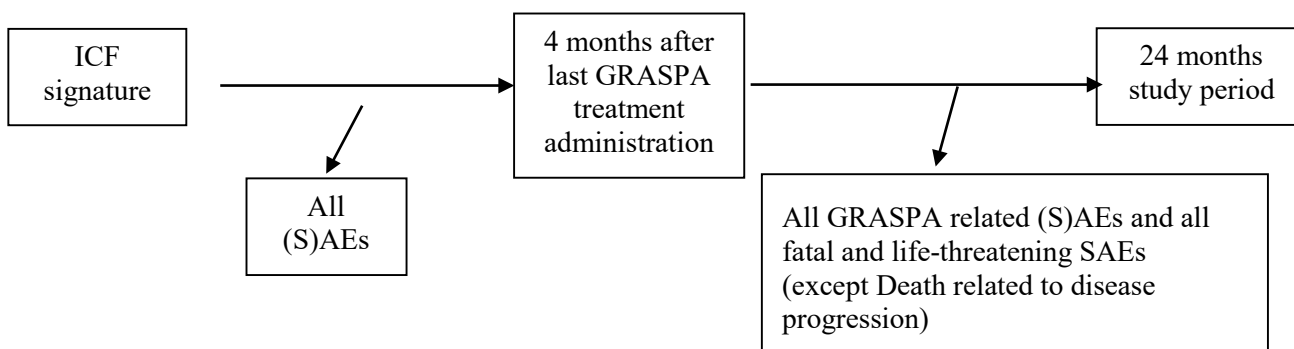 ICF
signature
4 months after
last GRASPA
treatment
administration
24 months
study period
All
(S)AEs
All GRASPA related (S)AEs and all
fatal and life-threatening SAEs
(except Death related to disease
progression)